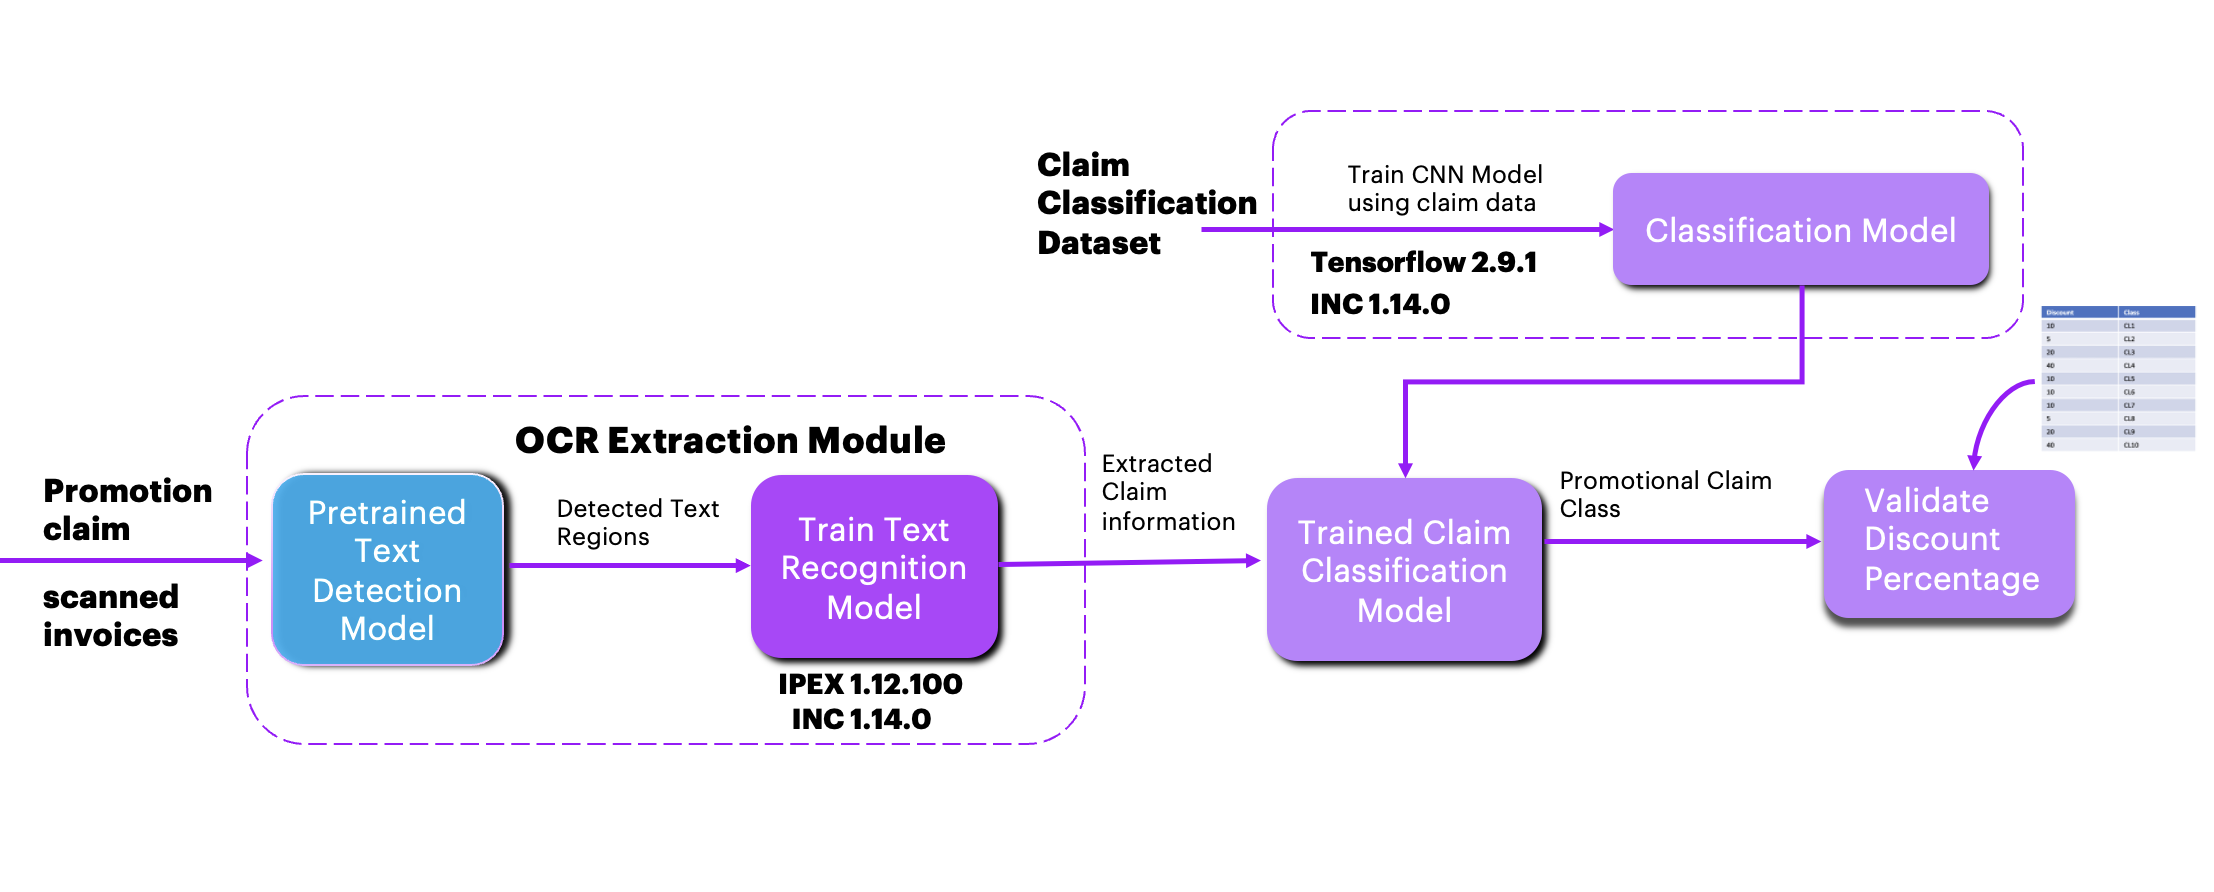 Claim
Classification
Dataset
Train CNN Model
using claim data
Tensorflow 2.9.1
INC 1.14.0
Classification Model
Discount Class
10 CL1
5 CL2
20 CL3
40 CL4
10 CL5
10 CL6
10 CL7
5 CL8
20 CL9
40 CL10
Promotion
claim
scanned
invoices
OCR Extraction Module
Pretrained
Text
Detection
Model
Detected Text
Regions
Train Text
Recognition
Model
IPEX 1.12.100
INC 1.14.0
Extracted
Claim
information
Trained Claim
Classification
Model
Promotional Claim
Class
Validate
Discount
Percentage